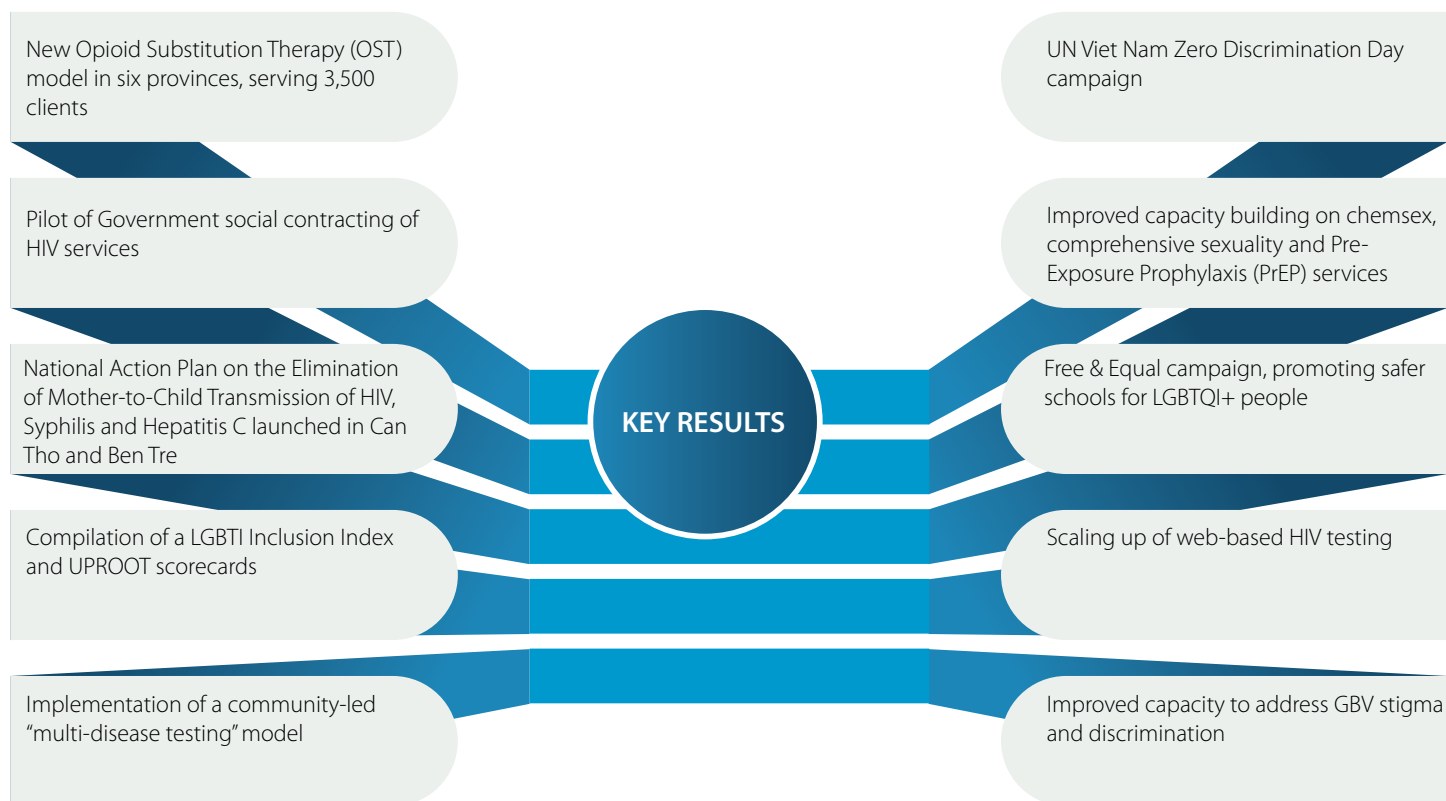 New Opioid Substitution Therapy (OST)
model in six provinces, serving 3,500
clients
Pilot of Government social contracting of
HIV services
National Action Plan on the Elimination
of Mother-to-Child Transmission of HIV,
Syphilis and Hepatitis C launched in Can
Tho and Ben Tre
Compilation of a LGBTI Inclusion Index
and UPROOT scorecards
Implementation of a community-led
“multi-disease testing” model
KEY RESULTS
UN Viet Nam Zero Discrimination Day
campaign
Improved capacity building on chemsex,
comprehensive sexuality and Pre-
Exposure Prophylaxis (PrEP) services
Free & Equal campaign, promoting safer
schools for LGBTQI+ people
Scaling up of web-based HIV testing
Improved capacity to address GBV stigma
and discrimination